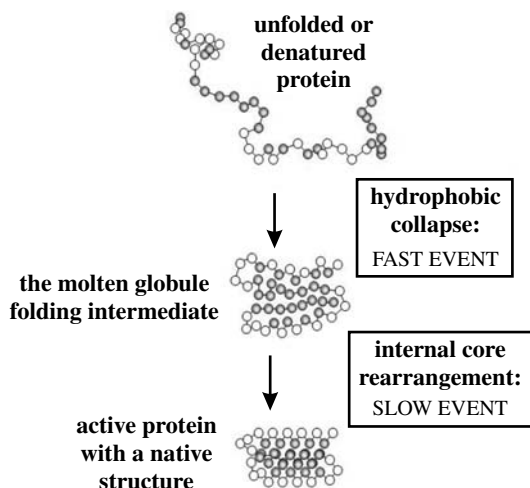 unfolded or
denatured
protein
hydrophobic
collapse:
FAST EVENT
the molten globule
folding intermediate
internal core
rearrangement:
SLOW EVENT
active protein
with a native
structure